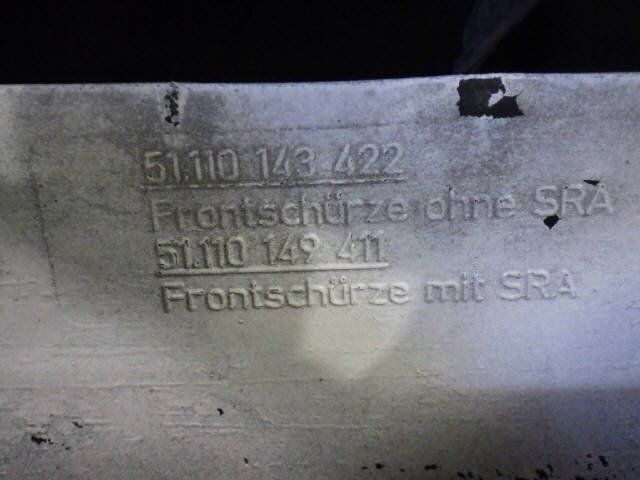 51.110 143 422
Frontschürze ohne SRA
51.110 149 411
Frontschürze mit SRA